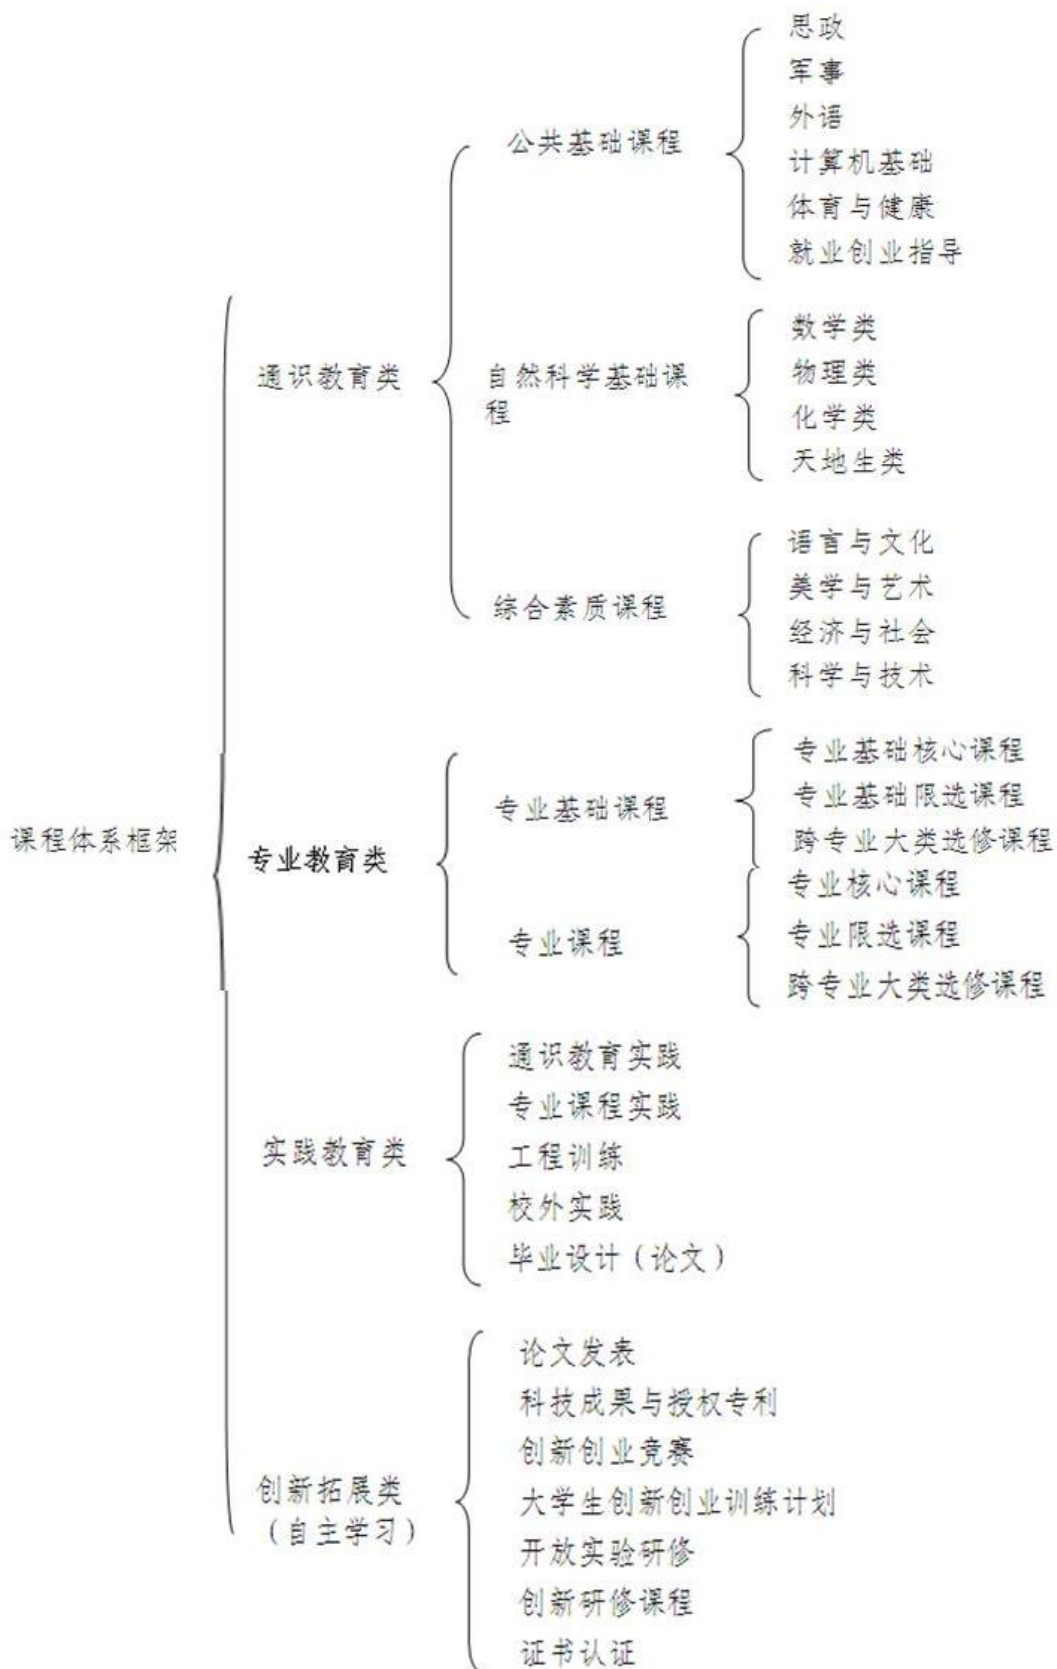 思政
军事
外语
公共基础课程
计算机基础
体育与健康
就业创业指导
数学类
通识教育类
自然科学基础课
程
物理类
化学类
天地生类
语言与文化
美学与艺术
综合素质课程
经济与社会
科学与技术
专业基础核心课程
专业基础课程
专业基础限选课程
跨专业大类选修课程
课程体系框架
专业教育类
专业核心课程
专业课程
专业限选课程
跨专业大类选修课程
通识教育实践
专业课程实践
实践教育类
工程训练
校外实践
毕业设计（论文）
论文发表
科技成果与授权专利
创新创业竞赛
创新拓展类
（自主学习）
大学生创新创业训练计划
开放实验研修
创新研修课程
证书认证